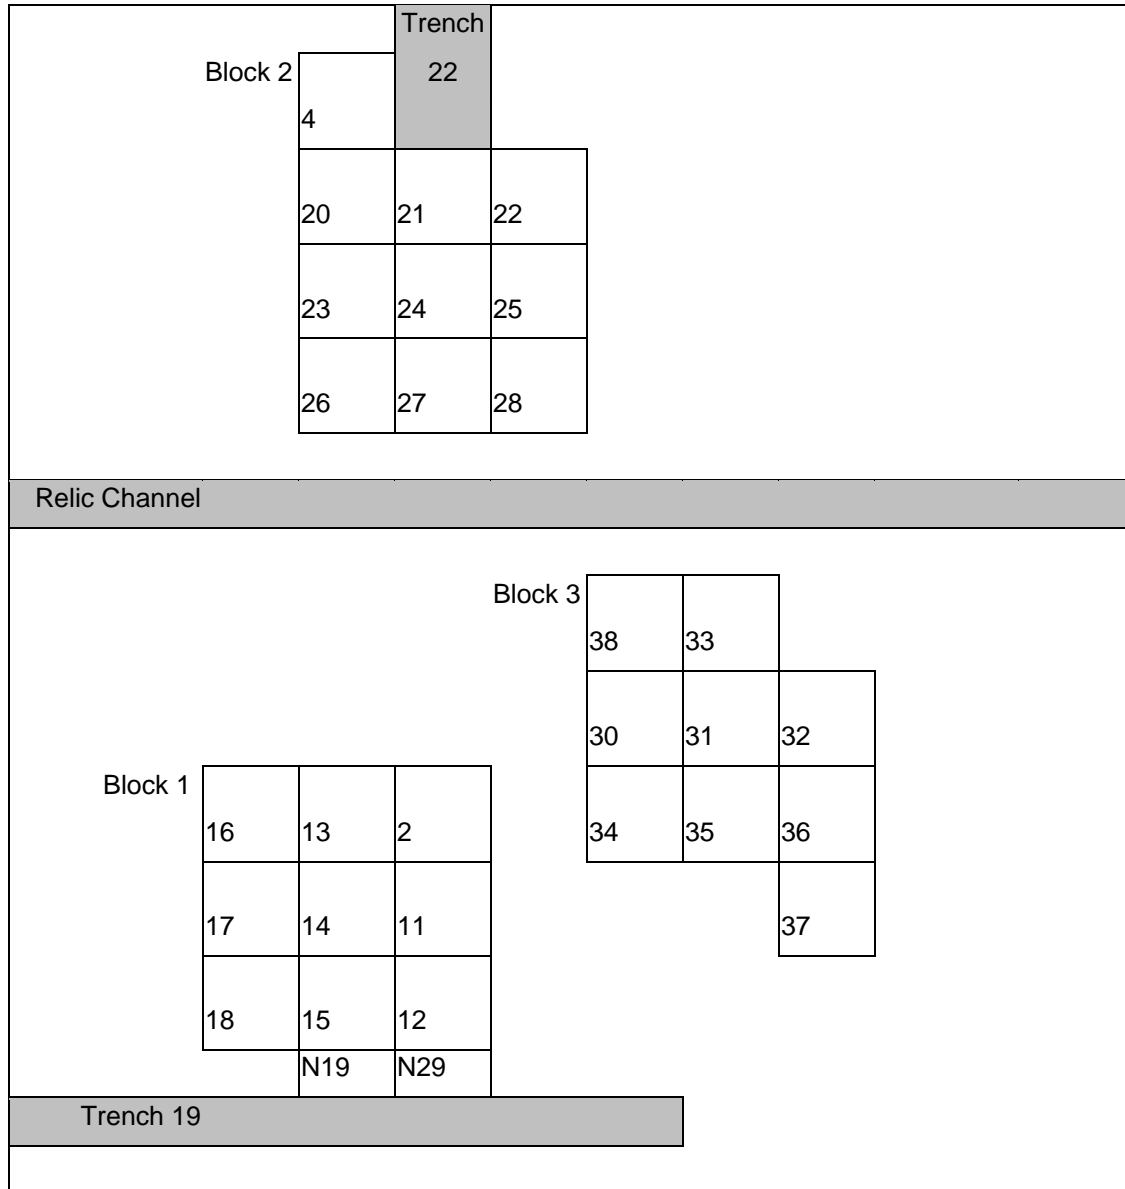 Trench
Block 2 22
4
20 21 22
23 24 25
26 27 28
Relic Channel
Block 3
38 33
30 31 32
Block 1
16 13 2 34 35 36
17 14 11 37
18 15 12
N19 N29
Trench 19